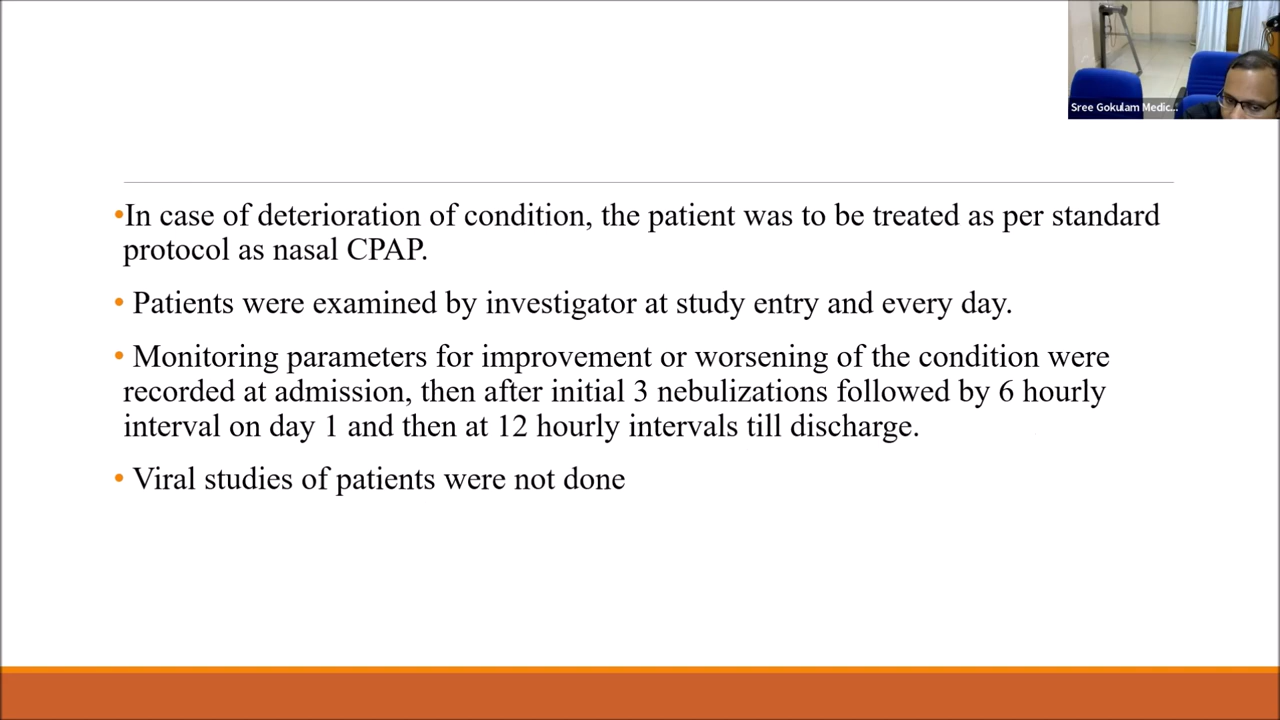 Sree Gokulam Medic...
•In case of deterioration of condition, the patient was to be treated as per standard
protocol as nasal CPAP.
• Patients were examined by investigator at study entry and every day.
• Monitoring parameters for improvement or worsening of the condition were
recorded at admission, then after initial 3 nebulizations followed by 6 hourly
interval on day 1 and then at 12 hourly intervals till discharge.
• Viral studies of patients were not done